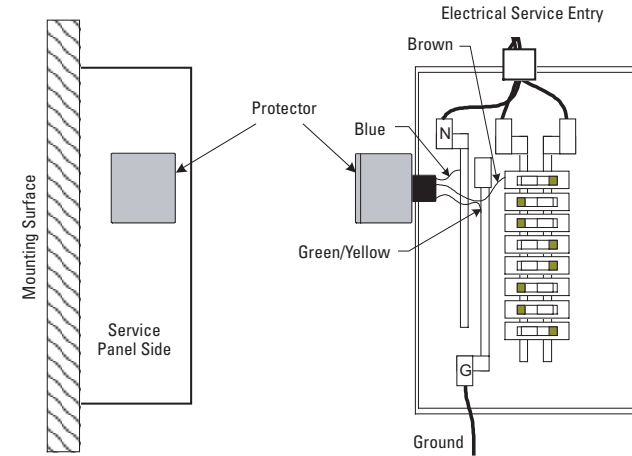 Electrical Service Entry
Brown
Protector
Blue
N
Green/Yellow
Mounting Surface
Service
Panel Side
G
Ground